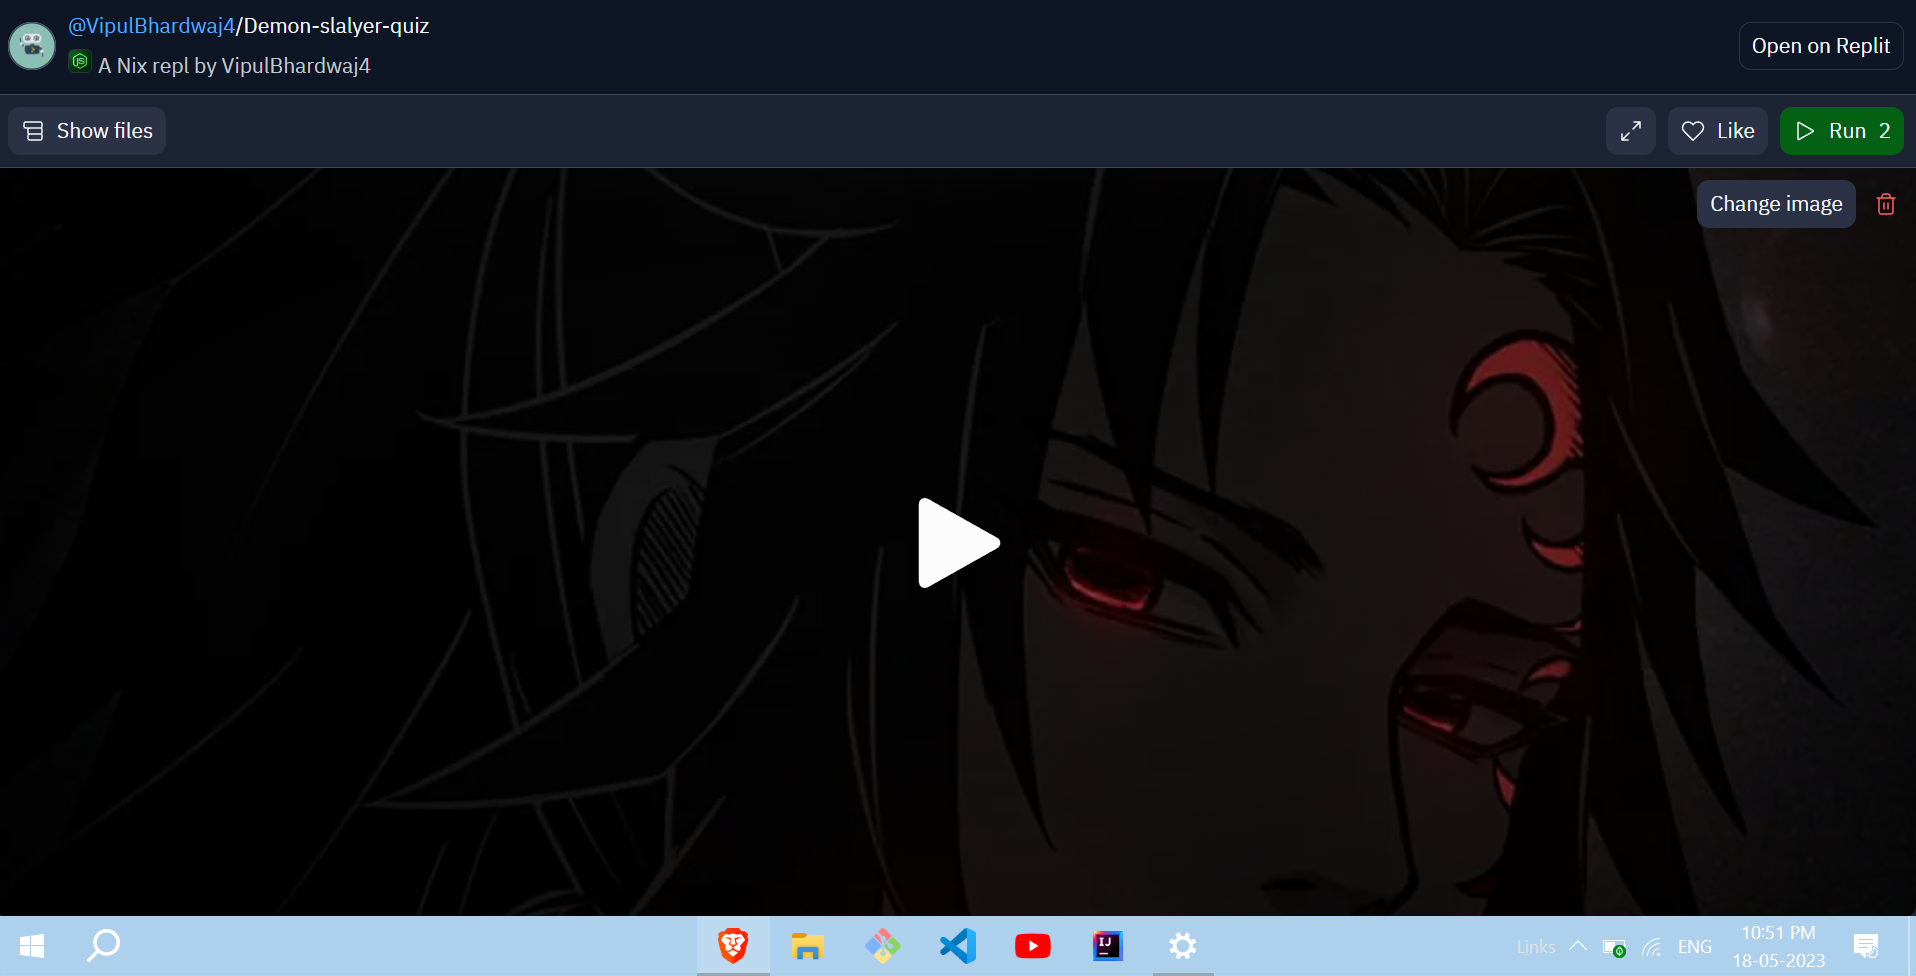 @VipulBhardwaj4/Demon-slalyer-quiz
A Nix repl by VipulBhardwaj4
Open on Replit
Show files
Like
Run 2
Change image
IJ
Links
ENG
10:51 PM
18-05-2023